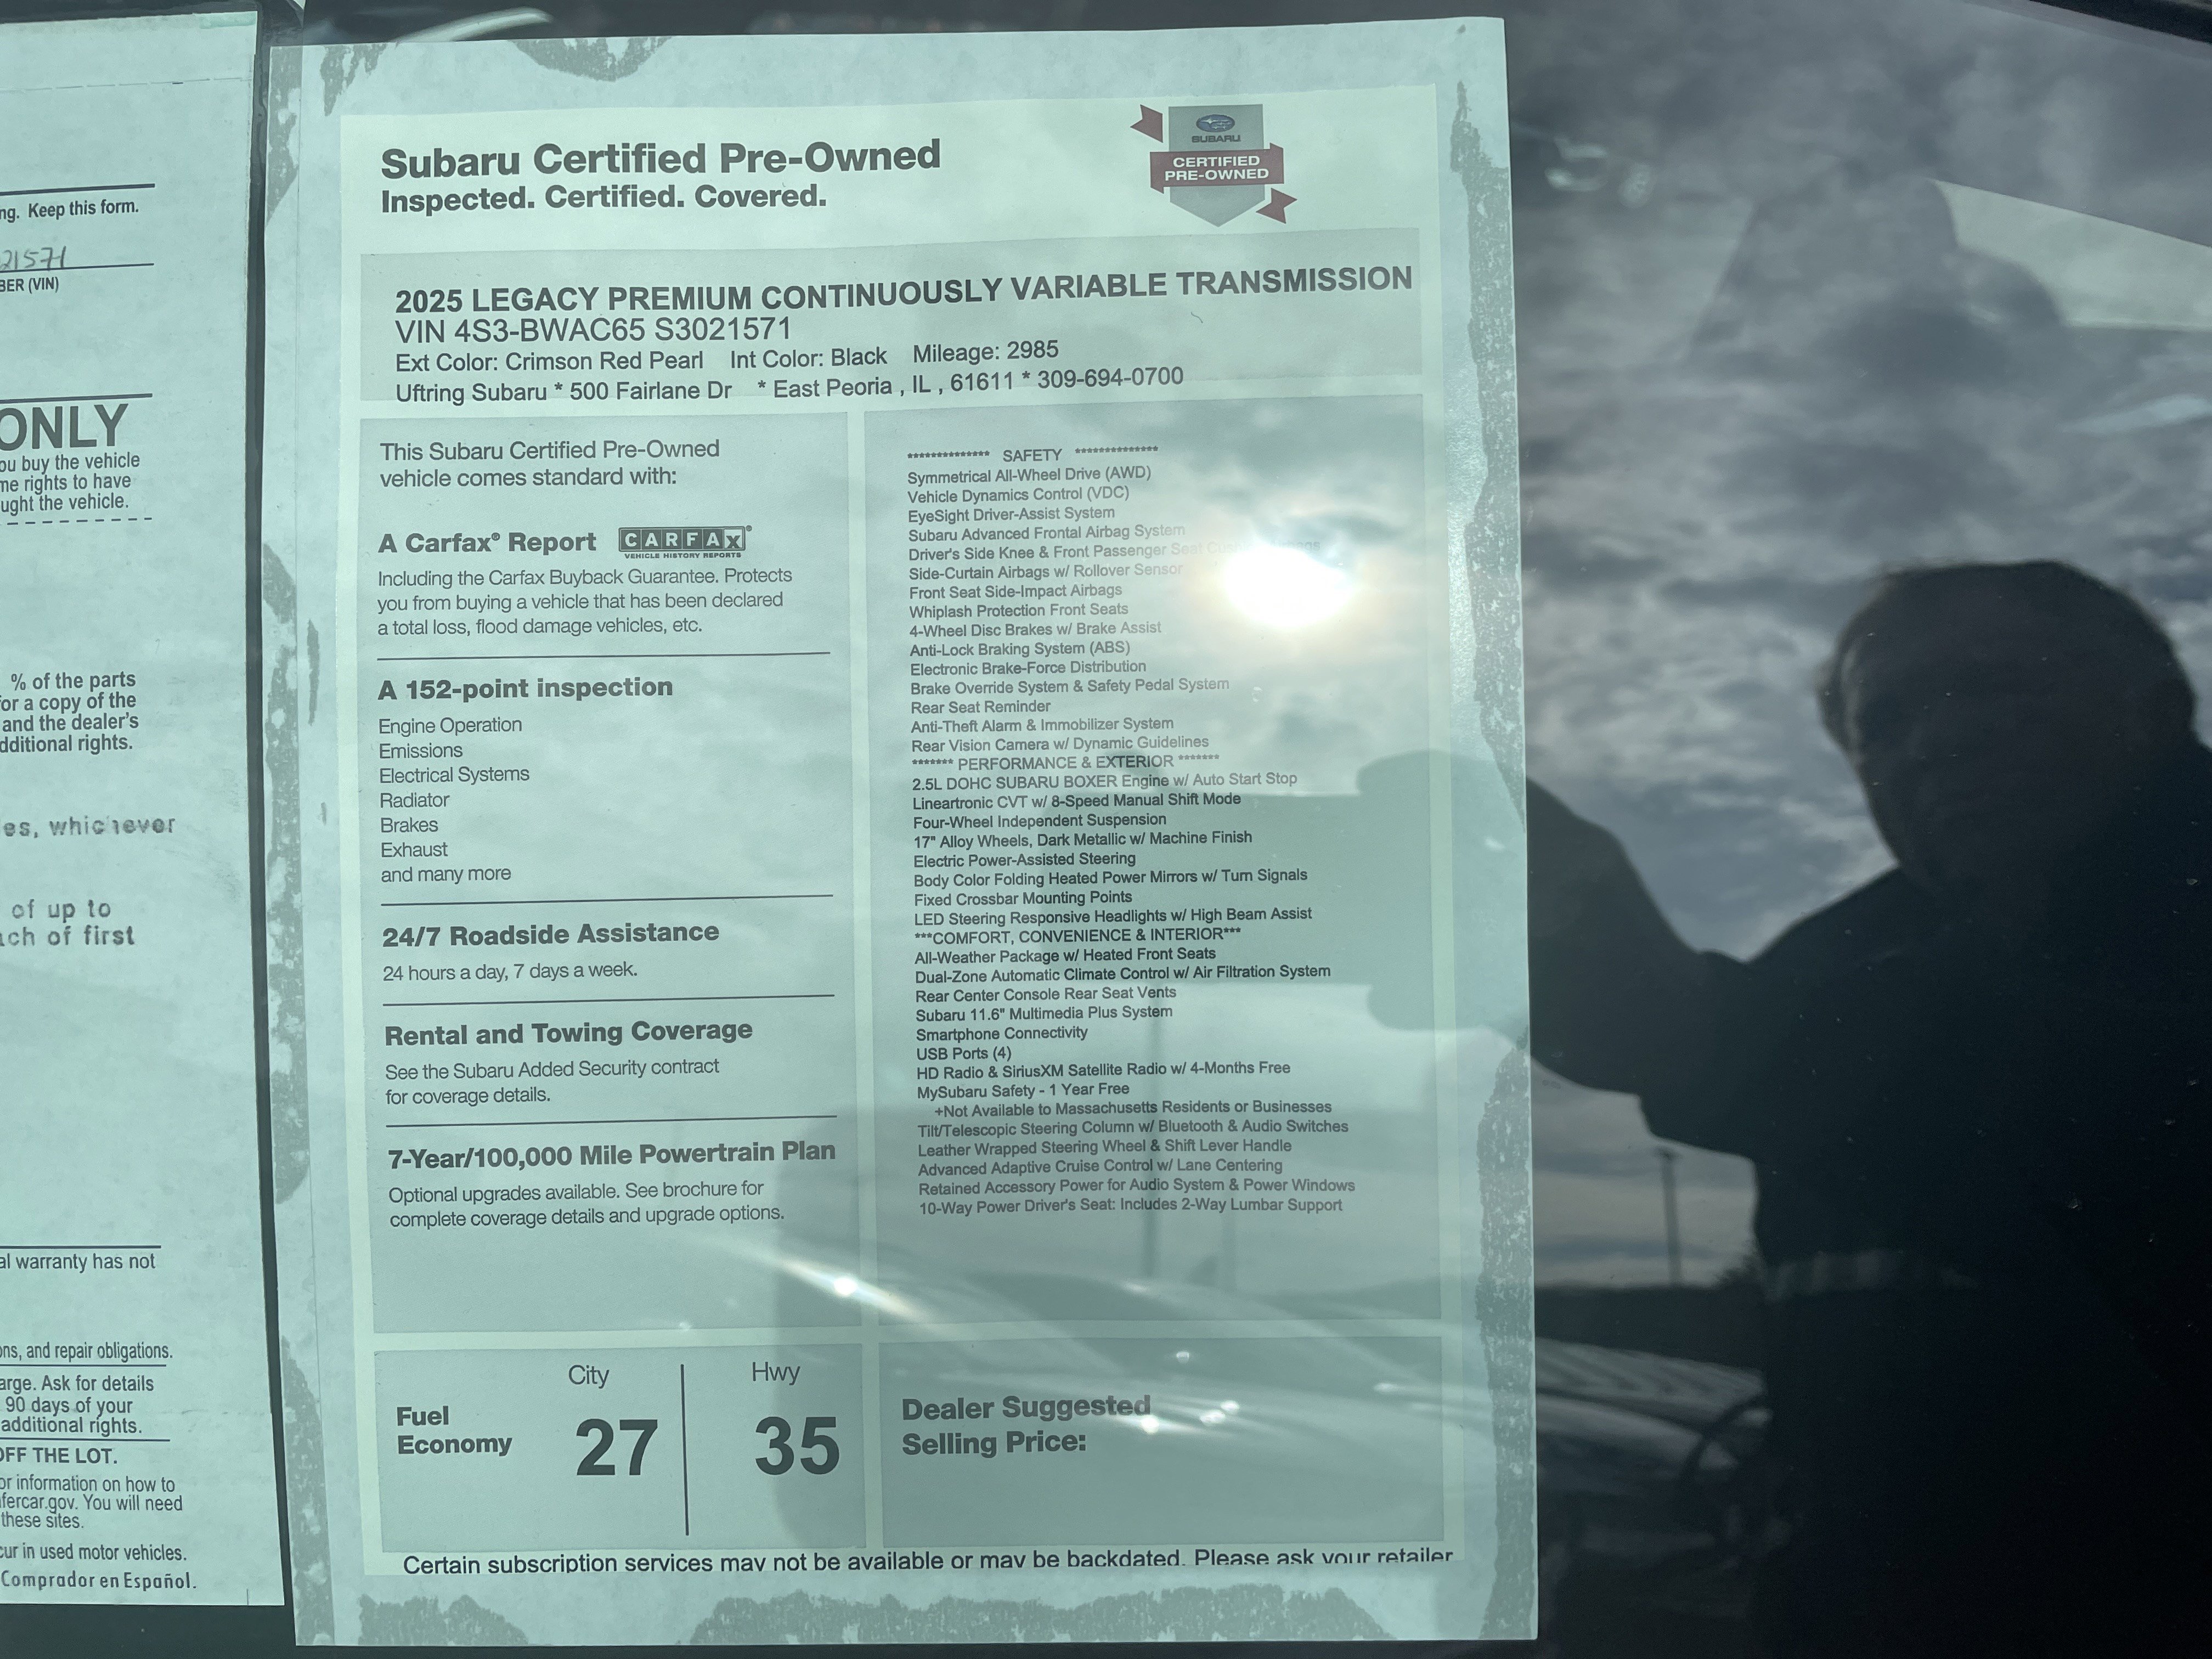 ng. Keep this form.
21571
BER (VIN)
ONLY
ou buy the vehicle
me rights to have
ught the vehicle.
% of the parts
for a copy of the
and the dealer's
dditional rights.
es, whichever
of up to
ach of first
al warranty has not
ons, and repair obligations.
arge. Ask for details
90 days of your
additional rights.
OFF THE LOT.
or information on how to
fercar.gov. You will need
these sites.
cur in used motor vehicles.
Comprador en Español.
Subaru Certified Pre-Owned
Inspected. Certified. Covered.
SUBARU
CERTIFIED
PRE-OWNED
2025 LEGACY PREMIUM CONTINUOUSLY VARIABLE TRANSMISSION
VIN 4S3-BWAC65 S3021571
Ext Color: Crimson Red Pearl Int Color: Black Mileage: 2985
Uftring Subaru * 500 Fairlane Dr * East Peoria , IL , 61611 * 309-694-0700
This Subaru Certified Pre-Owned
vehicle comes standard with:
A Carfax® Report CARFAX®
VEHICLE HISTORY REPORTS
Including the Carfax Buyback Guarantee. Protects
you from buying a vehicle that has been declared
a total loss, flood damage vehicles, etc.
A 152-point inspection
Engine Operation
Emissions
Electrical Systems
Radiator
Brakes
Exhaust
and many more
24/7 Roadside Assistance
24 hours a day, 7 days a week.
Rental and Towing Coverage
See the Subaru Added Security contract
for coverage details.
7-Year/100,000 Mile Powertrain Plan
Optional upgrades available. See brochure for
complete coverage details and upgrade options.
************** SAFETY **************
Symmetrical All-Wheel Drive (AWD)
Vehicle Dynamics Control (VDC)
EyeSight Driver-Assist System
Subaru Advanced Frontal Airbag System
Driver's Side Knee & Front Passenger Seat
Side-Curtain Airbags w/ Rollover Sensor
Front Seat Side-Impact Airbags
Whiplash Protection Front Seats
4-Wheel Disc Brakes w/ Brake Assist
Anti-Lock Braking System (ABS)
Electronic Brake-Force Distribution
Brake Override System & Safety Pedal System
Rear Seat Reminder
Anti-Theft Alarm & Immobilizer System
Rear Vision Camera w/ Dynamic Guidelines
******* PERFORMANCE & EXTERIOR *******
2.5L DOHC SUBARU BOXER Engine w/ Auto Start Stop
Lineartronic CVT w/ 8-Speed Manual Shift Mode
Four-Wheel Independent Suspension
17" Alloy Wheels, Dark Metallic w/ Machine Finish
Electric Power-Assisted Steering
Body Color Folding Heated Power Mirrors w/ Turn Signals
Fixed Crossbar Mounting Points
LED Steering Responsive Headlights w/ High Beam Assist
***COMFORT, CONVENIENCE & INTERIOR***
All-Weather Package w/ Heated Front Seats
Dual-Zone Automatic Climate Control w/ Air Filtration System
Rear Center Console Rear Seat Vents
Subaru 11.6" Multimedia Plus System
Smartphone Connectivity
USB Ports (4)
HD Radio & SiriusXM Satellite Radio w/ 4-Months Free
MySubaru Safety - 1 Year Free
+Not Available to Massachusetts Residents or Businesses
Tilt/Telescopic Steering Column w/ Bluetooth & Audio Switches
Leather Wrapped Steering Wheel & Shift Lever Handle
Advanced Adaptive Cruise Control w/ Lane Centering
Retained Accessory Power for Audio System & Power Windows
10-Way Power Driver's Seat: Includes 2-Way Lumbar Support
Fuel
Economy
City
27
Hwy
35
Dealer Suggested
Selling Price:
Certain subscription services may not be available or may be backdated. Please ask your retailer